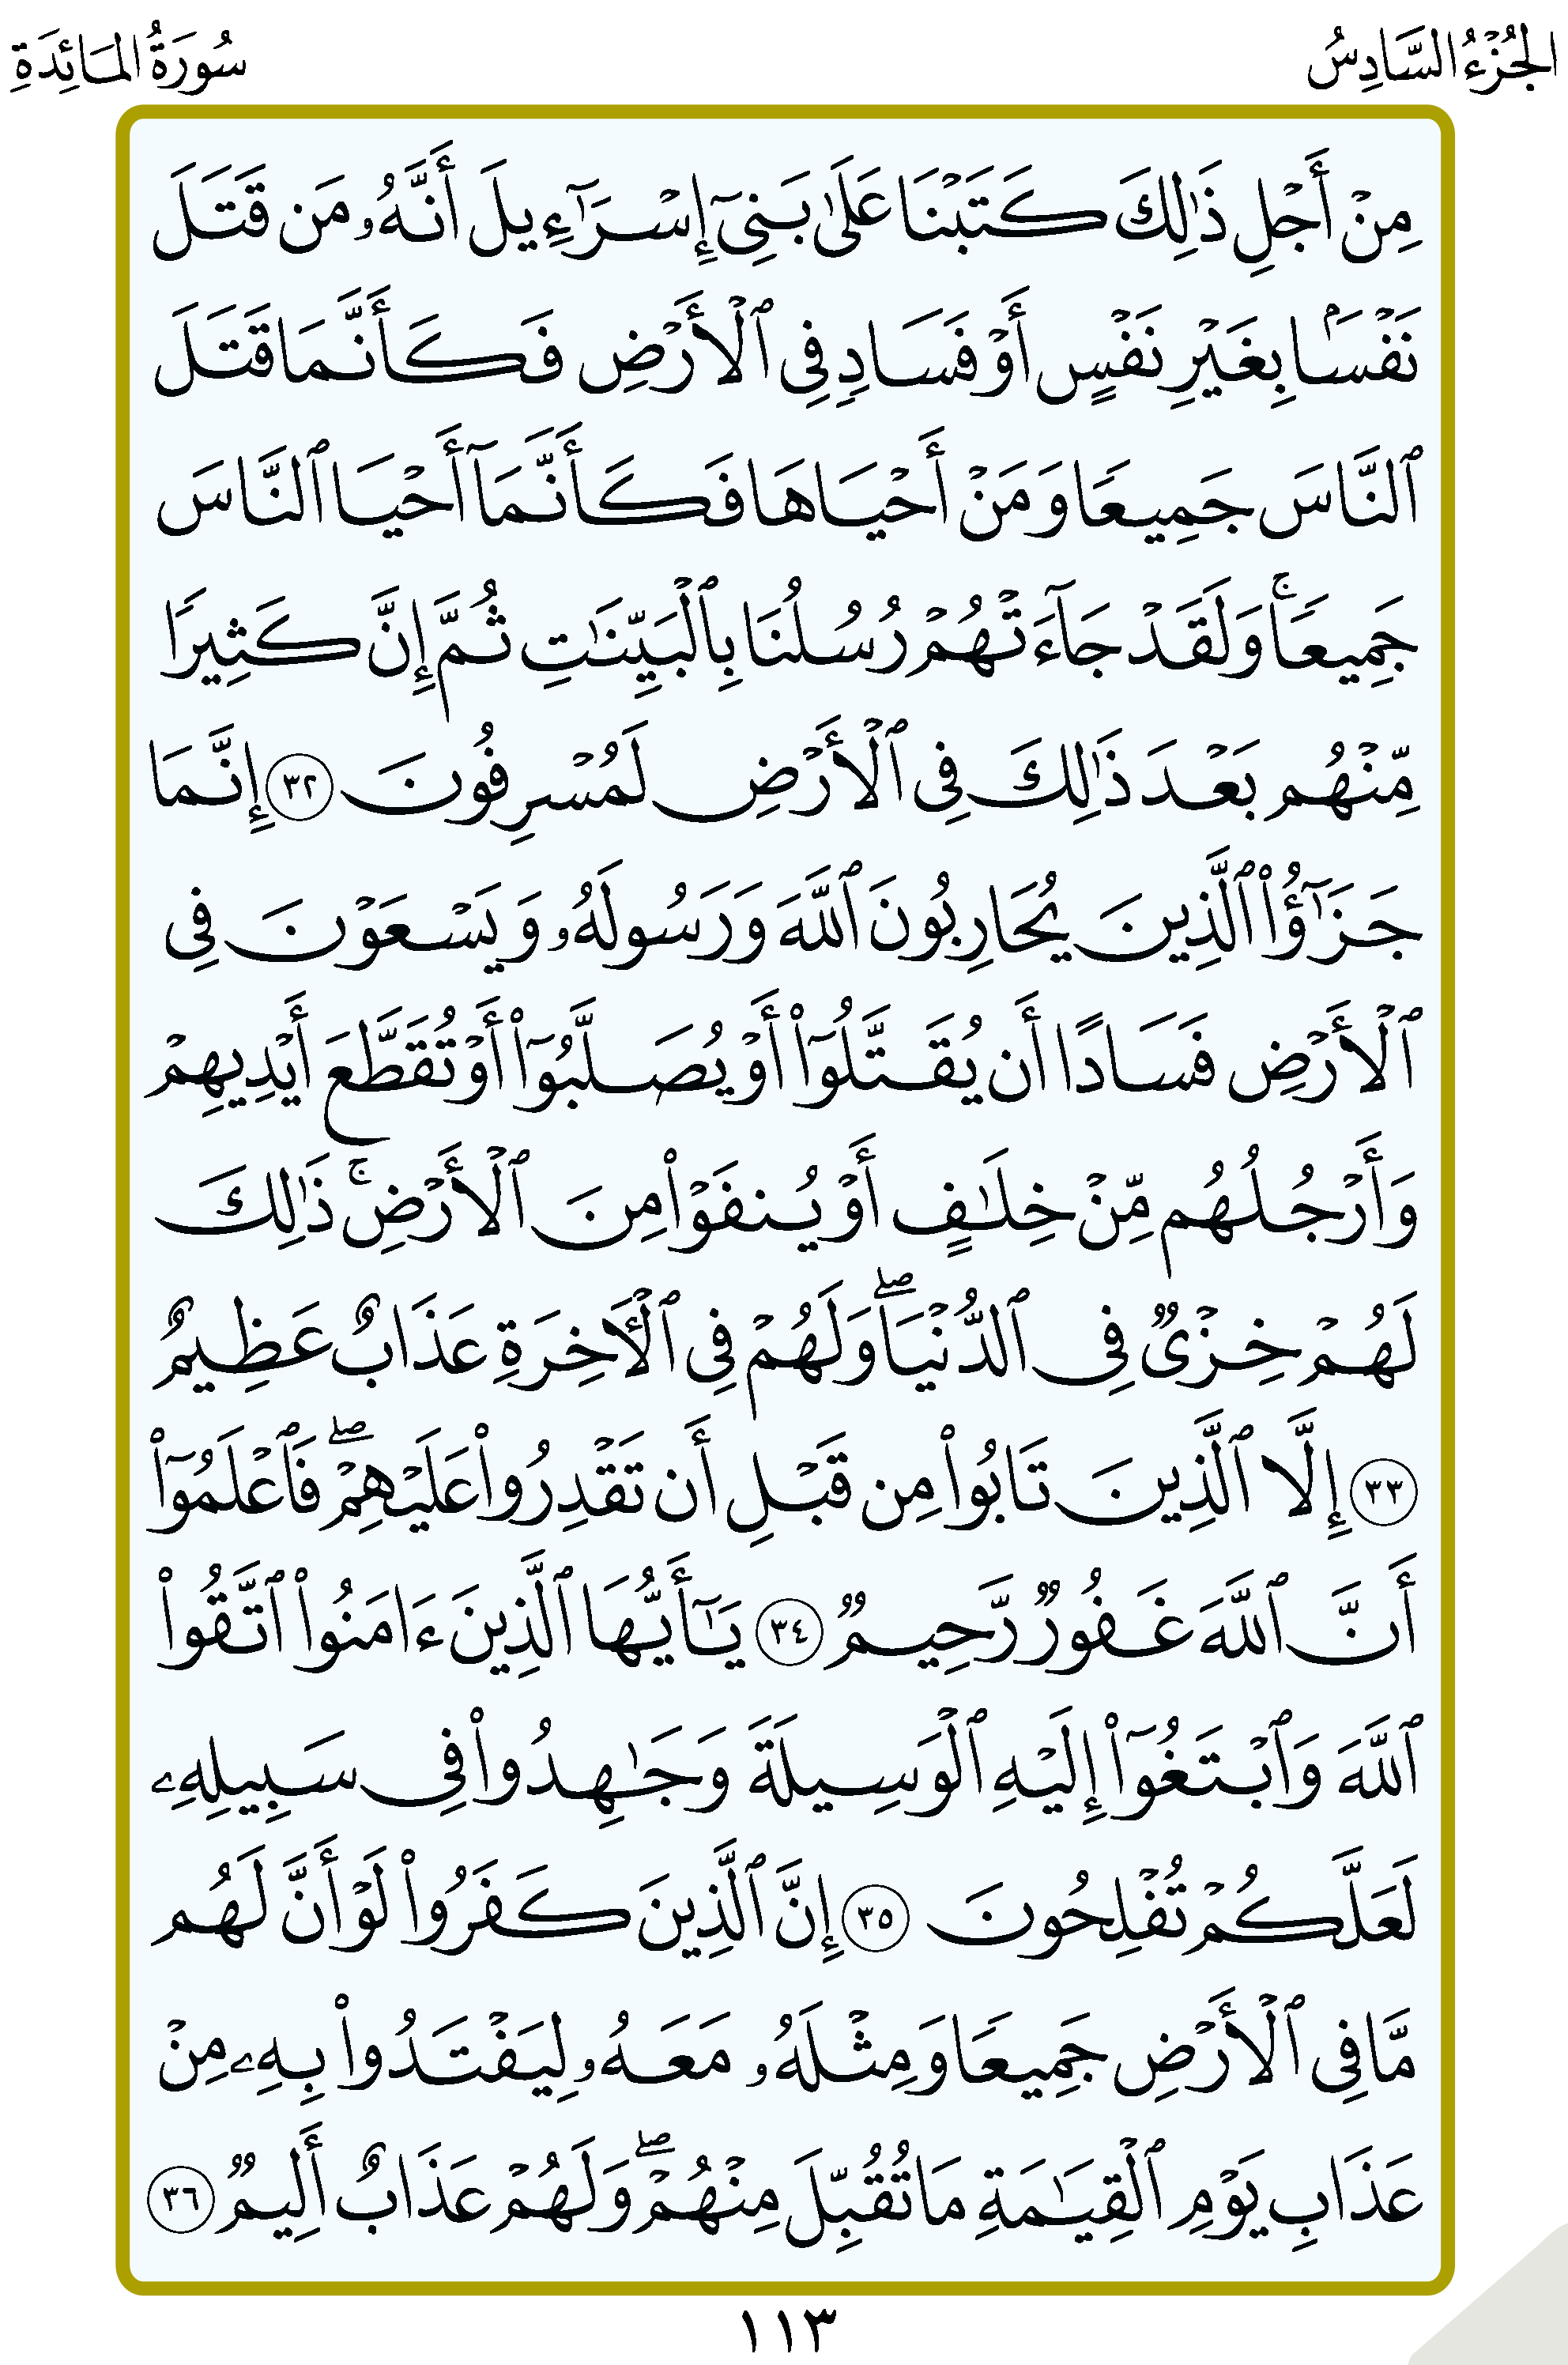 الجُزْءُ السَّادِسُ
سُورَةُ المَائِدَةِ
مِنْ أَجْلِ ذَٰلِكَ كَتَبْنَا عَلَىٰ بَنِىٓ إِسْرَٰٓءِيلَ أَنَّهُۥ مَن قَتَلَ
نَفْسَۢا بِغَيْرِ نَفْسٍ أَوْ فَسَادٍ فِى ٱلْأَرْضِ فَكَأَنَّمَا قَتَلَ
ٱلنَّاسَ جَمِيعًا وَمَنْ أَحْيَاهَا فَكَأَنَّمَآ أَحْيَا ٱلنَّاسَ
جَمِيعًا ۚ وَلَقَدْ جَآءَتْهُمْ رُسُلُنَا بِٱلْبَيِّنَٰتِ ثُمَّ إِنَّ كَثِيرًا
مِّنْهُم بَعْدَ ذَٰلِكَ فِى ٱلْأَرْضِ لَمُسْرِفُونَ ٣٢ إِنَّمَا
جَزَٰٓؤُا۟ ٱلَّذِينَ يُحَارِبُونَ ٱللَّهَ وَرَسُولَهُۥ وَيَسْعَوْنَ فِى
ٱلْأَرْضِ فَسَادًا أَن يُقَتَّلُوٓا۟ أَوْ يُصَلَّبُوٓا۟ أَوْ تُقَطَّعَ أَيْدِيهِمْ
وَأَرْجُلُهُم مِّنْ خِلَٰفٍ أَوْ يُنفَوْا۟ مِنَ ٱلْأَرْضِ ۚ ذَٰلِكَ
لَهُمْ خِزْىٌ فِى ٱلدُّنْيَا ۖ وَلَهُمْ فِى ٱلْـَٔاخِرَةِ عَذَابٌ عَظِيمٌ
٣٣ إِلَّا ٱلَّذِينَ تَابُوا۟ مِن قَبْلِ أَن تَقْدِرُوا۟ عَلَيْهِمْ ۖ فَٱعْلَمُوٓا۟
أَنَّ ٱللَّهَ غَفُورٌ رَّحِيمٌ ٣٤ يَٰٓأَيُّهَا ٱلَّذِينَ ءَامَنُوا۟ ٱتَّقُوا۟
ٱللَّهَ وَٱبْتَغُوٓا۟ إِلَيْهِ ٱلْوَسِيلَةَ وَجَٰهِدُوا۟ فِى سَبِيلِهِۦ
لَعَلَّكُمْ تُفْلِحُونَ ٣٥ إِنَّ ٱلَّذِينَ كَفَرُوا۟ لَوْ أَنَّ لَهُم
مَّا فِى ٱلْأَرْضِ جَمِيعًا وَمِثْلَهُۥ مَعَهُۥ لِيَفْتَدُوا۟ بِهِۦ مِنْ
عَذَابِ يَوْمِ ٱلْقِيَٰمَةِ مَا تُقُبِّلَ مِنْهُمْ ۖ وَلَهُمْ عَذَابٌ أَلِيمٌ ٣٦
١١٣